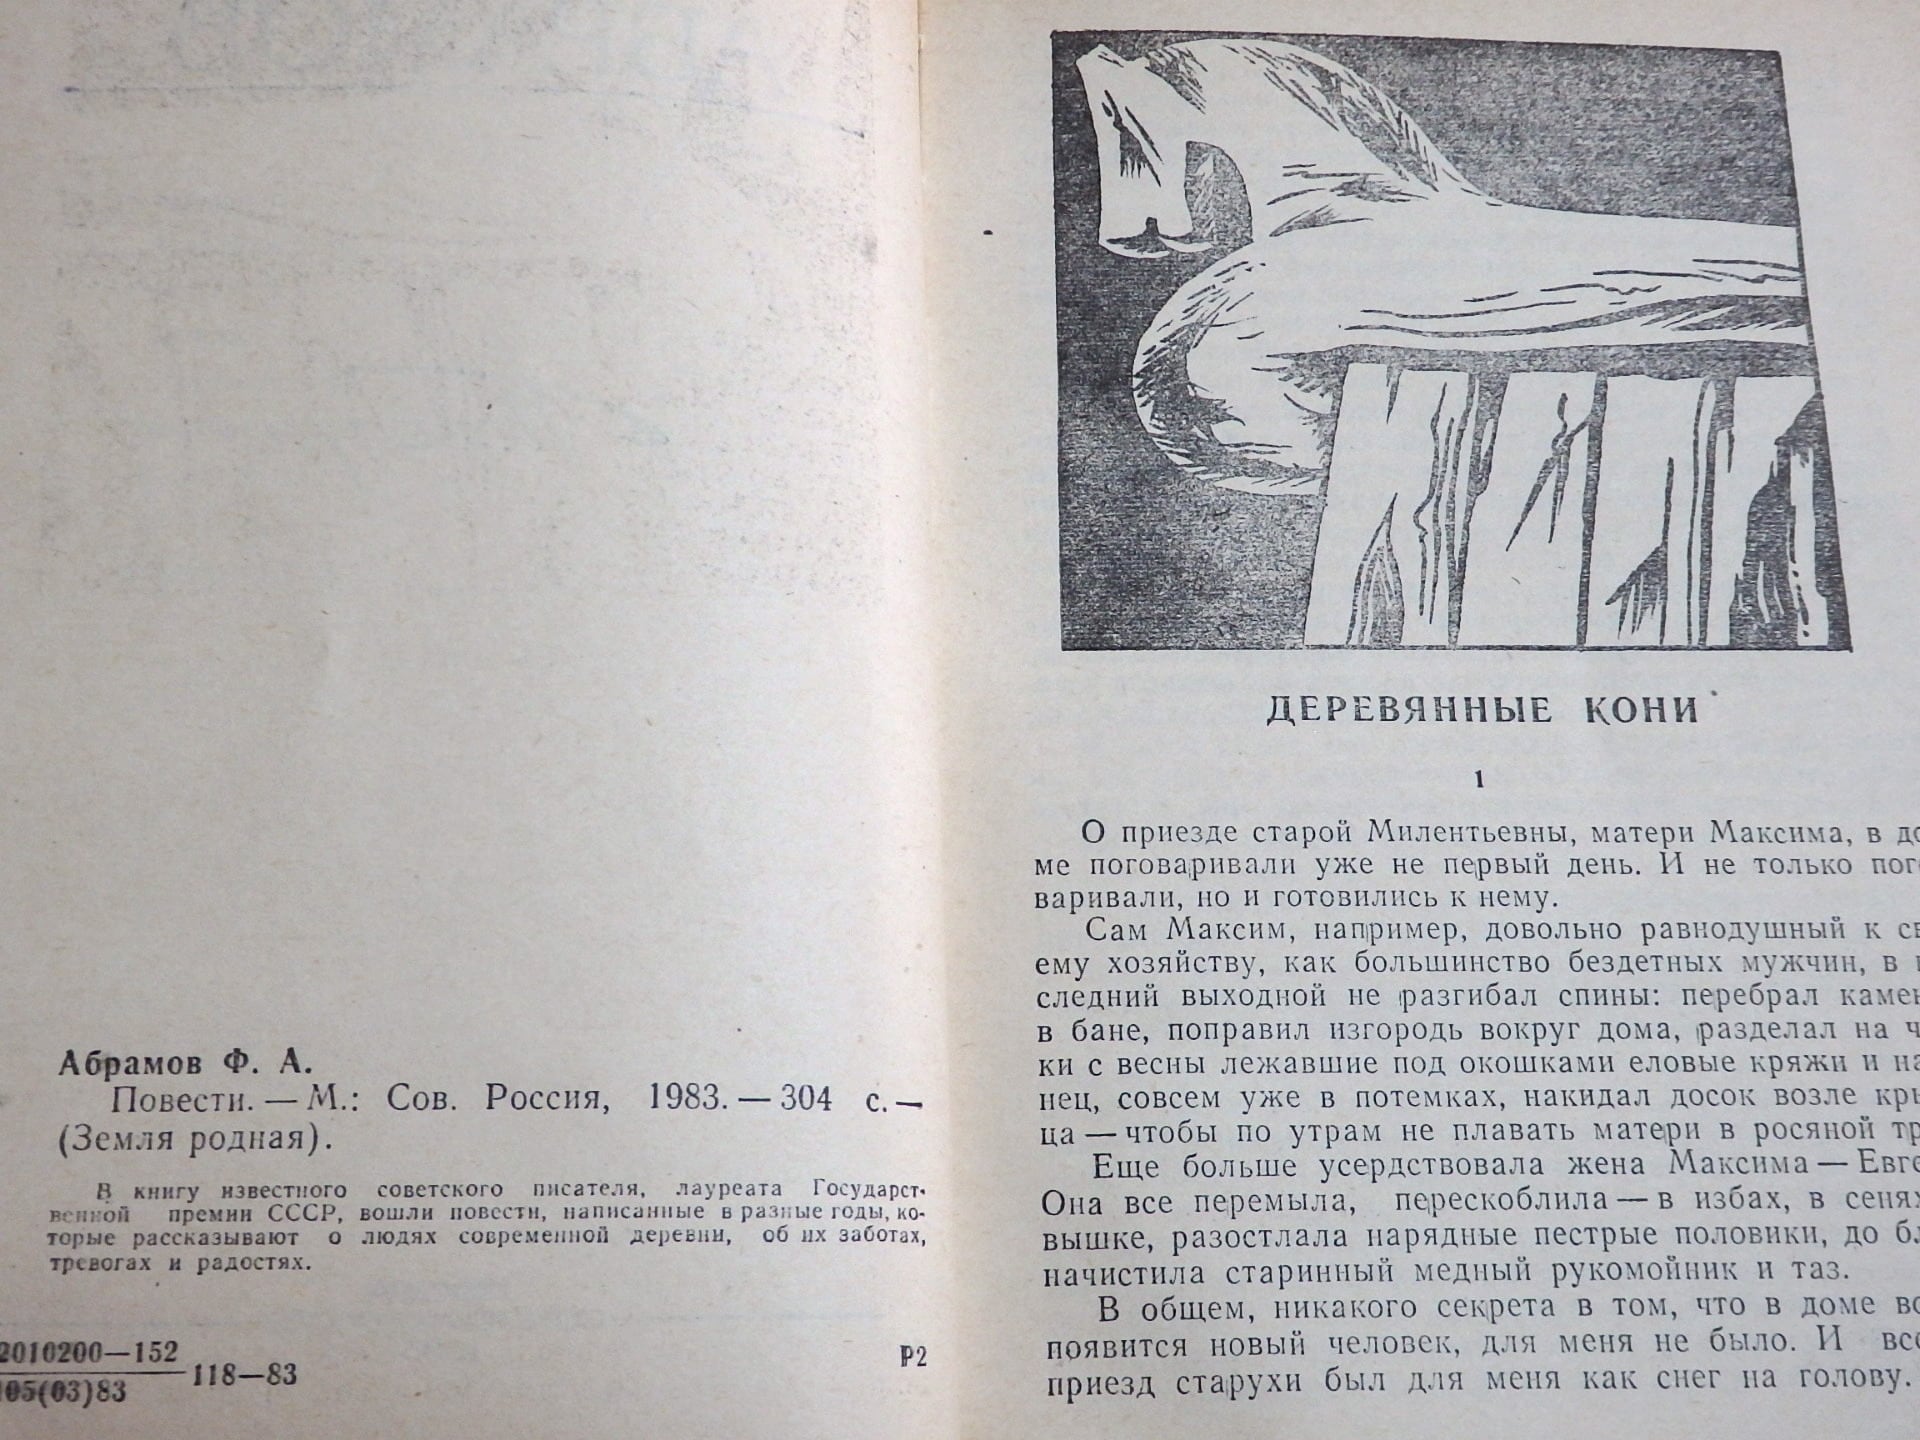 Абрамов Ф. А.
Повести. — М.: Сов. Россия, 1983. — 304 с. —
(Земля родная).
В книгу известного советского писателя, лауреата Государст-
венной премии СССР, вошли повести, написанные в разные годы, ко-
торые рассказывают о людях современной деревни, об их заботах,
тревогах и радостях.
2010200—152
105(03)83
118—83
Р2
ДЕРЕВЯННЫЕ КОНИ
1
О приезде старой Милентьевны, матери Максима, в до
ме поговаривали уже не первый день. И не только пого
варивали, но и готовились к нему.
Сам Максим, например, довольно равнодушный к св
ему хозяйству, как большинство бездетных мужчин, в
следний выходной не разгибал спины: перебрал камен
в бане, поправил изгородь вокруг дома, разделал на ч
ки с весны лежавшие под окошками еловые кряжи и на
нец, совсем уже в потемках, накидал досок возле кры
ца — чтобы по утрам не плавать матери в росяной тр
Еще больше усердствовала жена Максима — Евге
Она все перемыла, перескоблила — в избах, в сенях
вышке, разостлала нарядные пестрые половики, до бл
начистила старинный медный рукомойник и таз.
В общем, никакого секрета в том, что в доме во
появится новый человек, для меня не было. И все
приезд старухи был для меня как снег на голову.